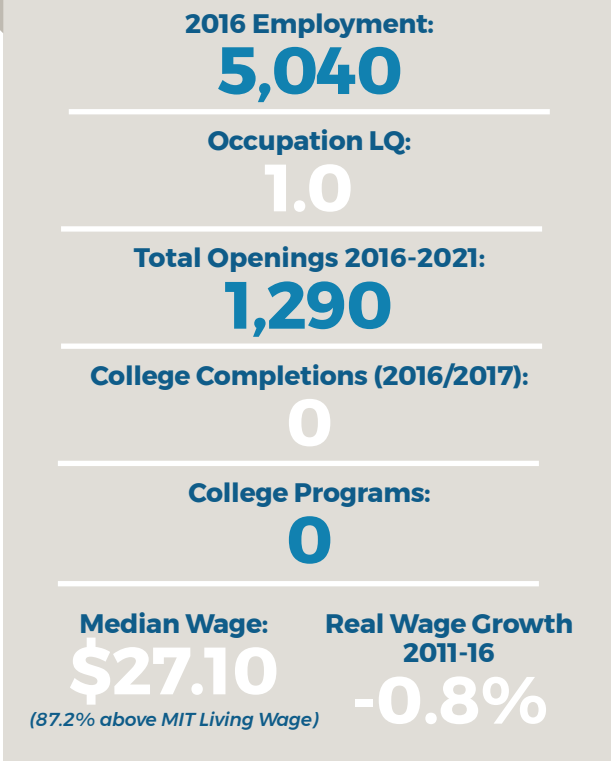 2016 Employment:
5,040
Occupation LQ:
1.0
Total Openings 2016-2021:
1,290
College Completions (2016/2017):
0
College Programs:
0
Median Wage:
$27.10
(87.2% above MIT Living Wage)
Real Wage Growth
2011-16
-0.8%